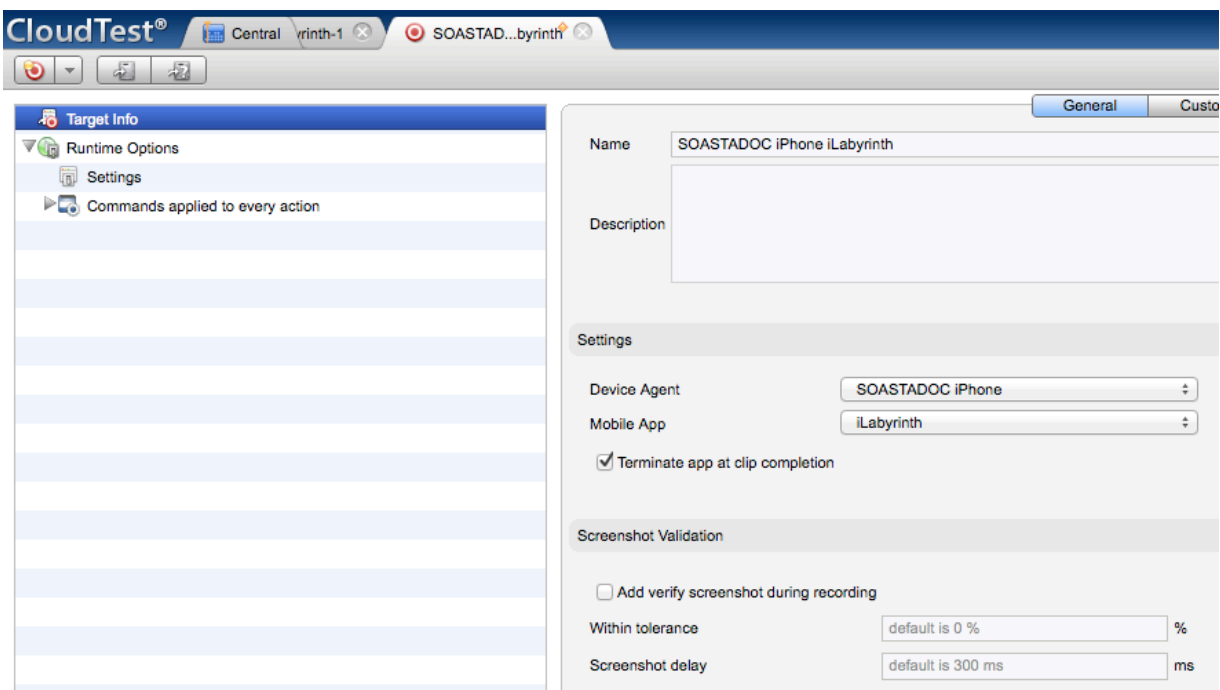 CloudTest®
Central
rinth-1
SOASTAD...byrinth
Target Info
Runtime Options
Settings
Commands applied to every action
General
Custo
Name
SOASTADOC iPhone iLabyrinth
Description
Settings
Device Agent
SOASTADOC iPhone
Mobile App
iLabyrinth
Terminate app at clip completion
Screenshot Validation
Add verify screenshot during recording
Within tolerance
default is 0 %
%
Screenshot delay
default is 300 ms
ms